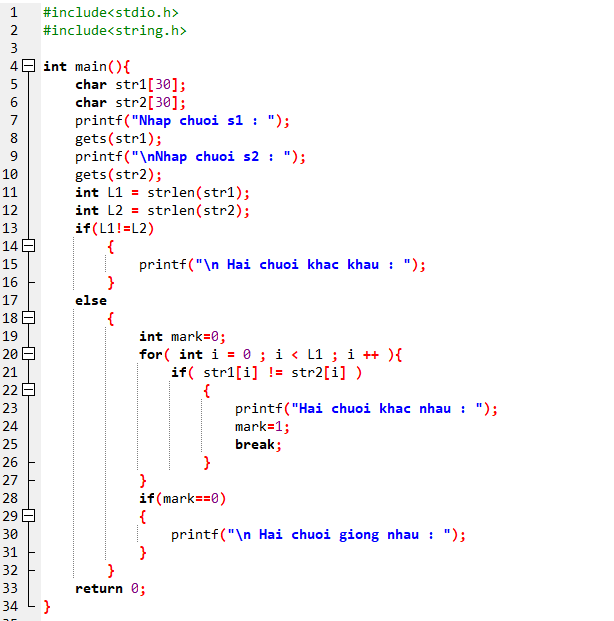 1 #include<stdio.h>
2 #include<string.h>
3
4 int main(){
5 char str1[30];
6 char str2[30];
7 printf("Nhap chuoi s1 : ");
8 gets(str1);
9 printf("\nNhap chuoi s2 : ");
10 gets(str2);
11 int L1 = strlen(str1);
12 int L2 = strlen(str2);
13 if(L1!=L2)
14 {
15 printf("\n Hai chuoi khac khau : ");
16 }
17 else
18 {
19 int mark=0;
20 for( int i = 0 ; i < L1 ; i ++ ){
21 if( str1[i] != str2[i] )
22 {
23 printf("Hai chuoi khac nhau : ");
24 mark=1;
25 break;
26 }
27 }
28 if(mark==0)
29 {
30 printf("\n Hai chuoi giong nhau : ");
31 }
32 }
33 return 0;
34 }